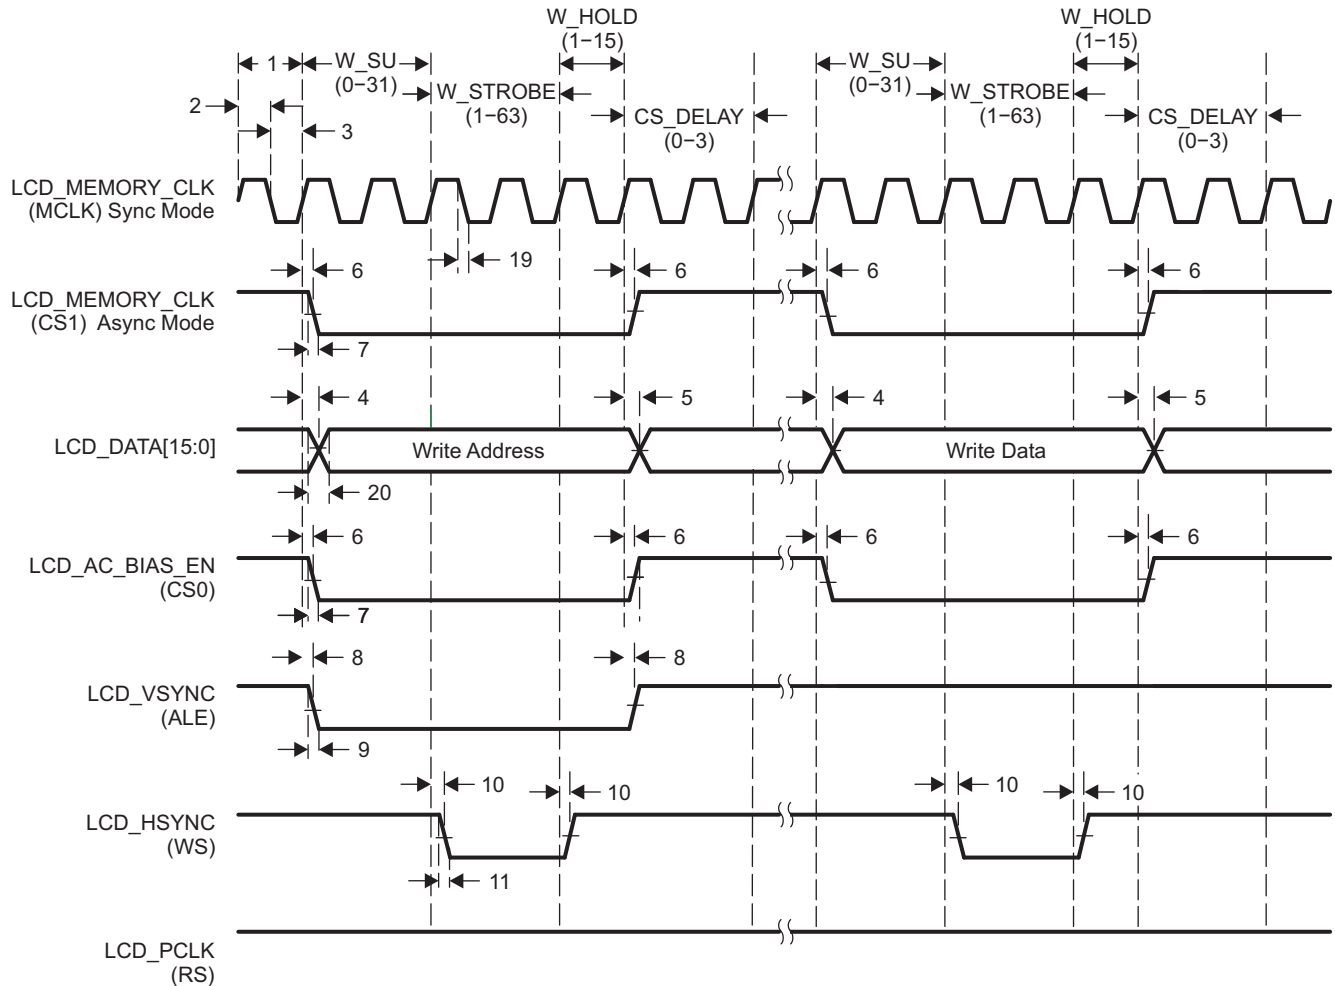 W_HOLD
(1−15)
W_HOLD
(1−15)
1
W_SU
(0−31)
W_SU
(0−31)
2
W_STROBE
(1−63)
W_STROBE
(1−63)
3
CS_DELAY
(0−3)
CS_DELAY
(0−3)
LCD_MEMORY_CLK
(MCLK) Sync Mode
19
6
6
6
6
LCD_MEMORY_CLK
(CS1) Async Mode
7
4
5
4
5
LCD_DATA[15:0]
Write Address
Write Data
20
6
6
6
6
LCD_AC_BIAS_EN
(CS0)
7
8
8
LCD_VSYNC
(ALE)
9
10
10
10
10
LCD_HSYNC
(WS)
11
LCD_PCLK
(RS)